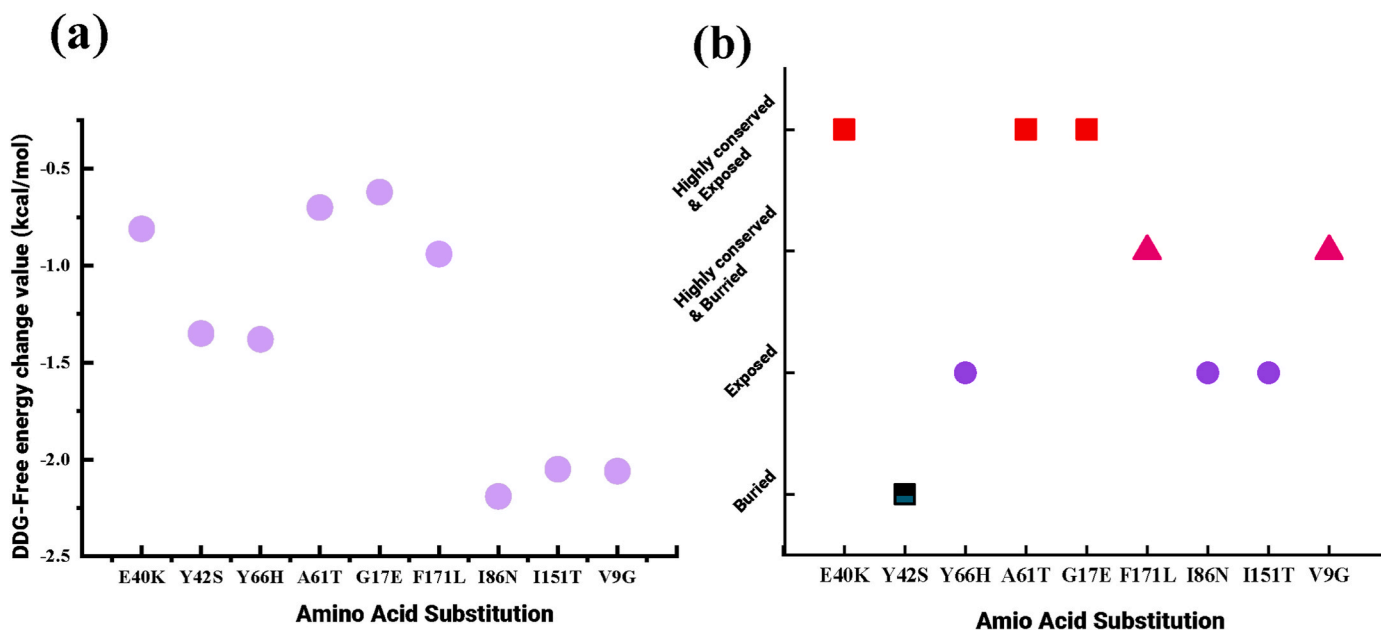 (a)
DDG-Free energy change value (kcal/mol)
-0.5
-1.0
-1.5
-2.0
-2.5
E40K Y42S Y66H A61T G17E F171L I86N I151T V9G
Amino Acid Substitution
(b)
Highly conserved
& Exposed
Highly conserved
& Burried
Exposed
Buried
E40K Y42S Y66H A61T G17E F171L I86N I151T V9G
Amio Acid Substitution